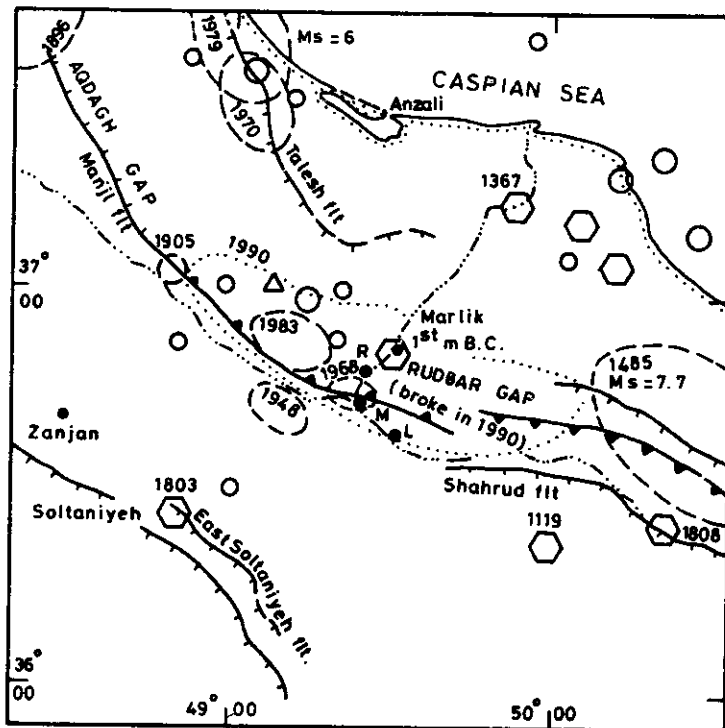 1896
1979
Ms = 6
CASPIAN SEA
Anzali
1970
AQDAGH GAP
Manjl flt
Talesh flt
1367
1905
1990
37°
00
1983
Marlik
1st m B.C.
R
1968
RUDBAR GAP
(broke in 1990)
1485
Ms = 7.7
1948
M
L
Zanjan
Shahrud flt
1803
Soltaniyeh
East Soltaniyeh flt.
1119
1808
36°
00
49° 00
50° 00